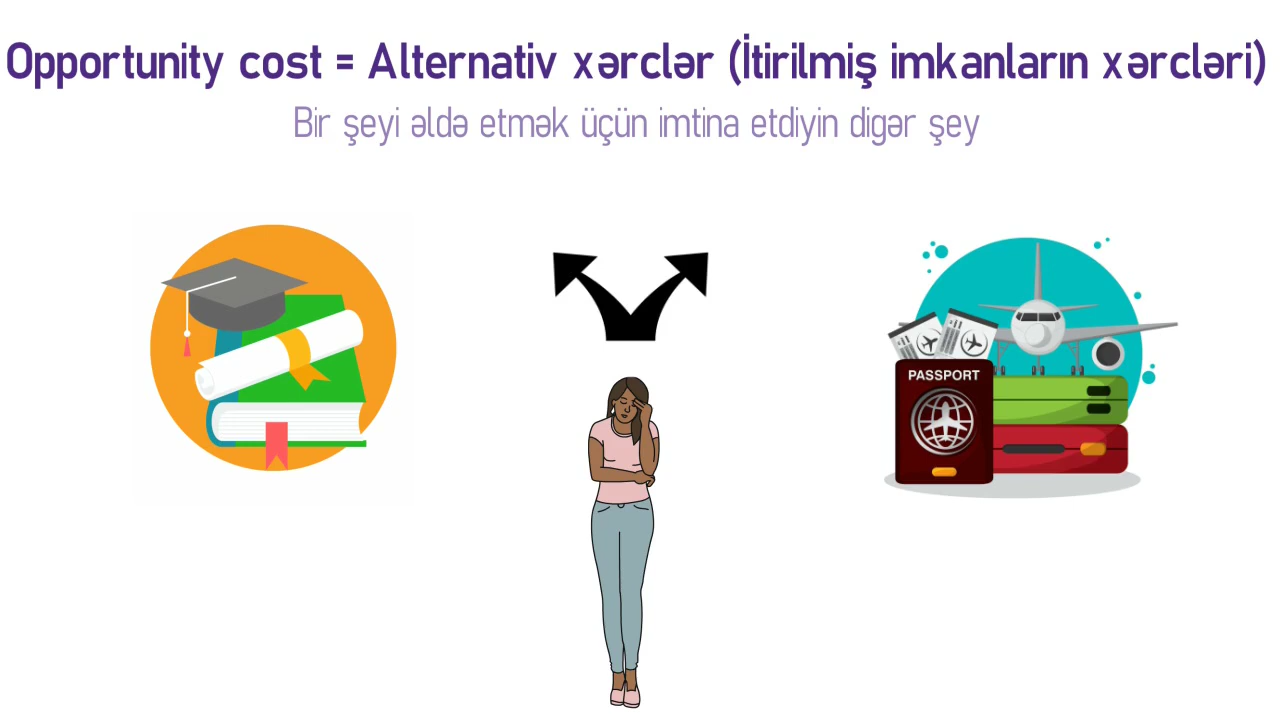 Opportunity cost = Alternativ xərclər (İtirilmiş imkanların xərcləri)
Bir şeyi əldə etmək üçün imtina etdiyin digər şey
PASSPORT